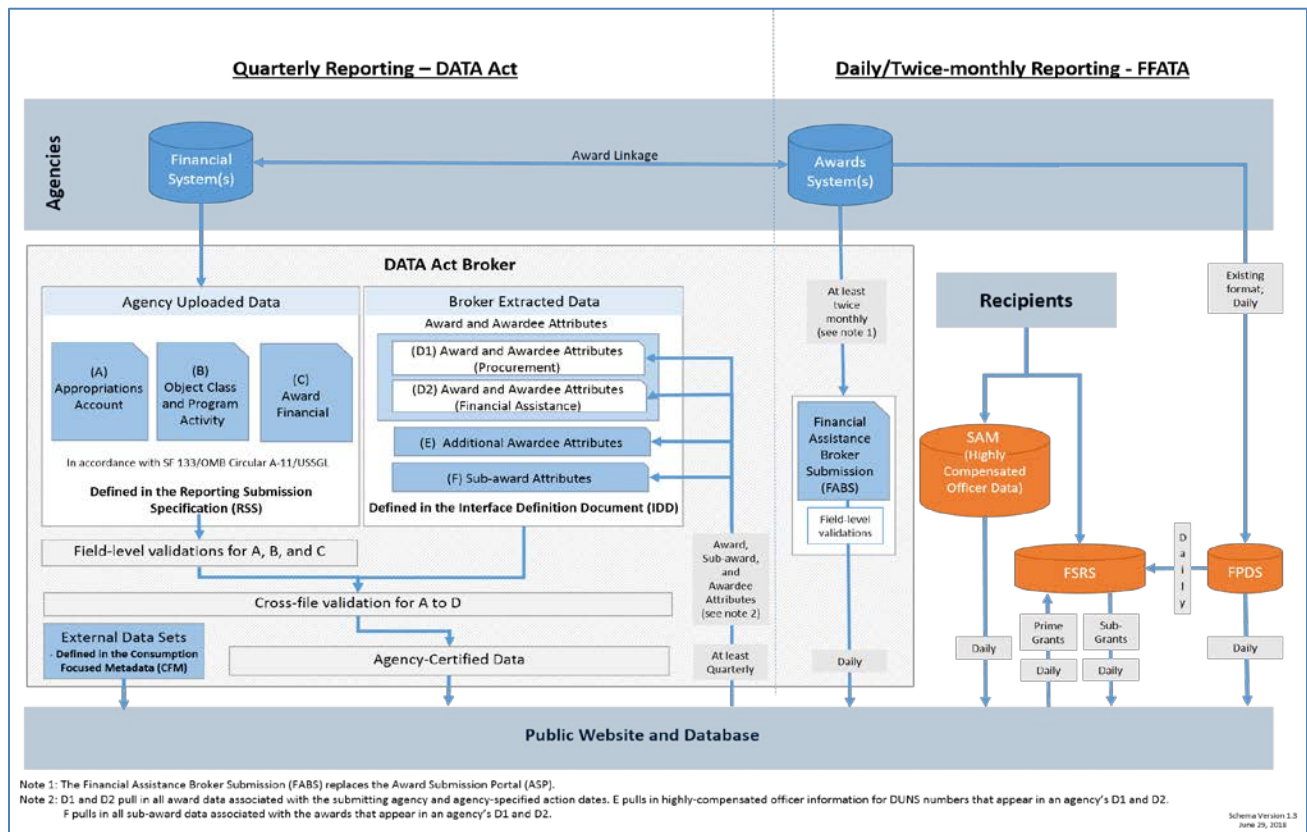 Quarterly Reporting – DATA Act
Daily/Twice-monthly Reporting - FFATA
Agencies
Financial
System(s)
Award Linkage
Awards
System(s)
DATA Act Broker
Agency Uploaded Data
(A)
Appropriations
Account
(B)
Object Class
and Program
Activity
(C)
Award
Financial
In accordance with SF 133/OMB Circular A-11/USSGL
Defined in the Reporting Submission
Specification (RSS)
Broker Extracted Data
Award and Awardee Attributes
(D1) Award and Awardee Attributes
(Procurement)
(D2) Award and Awardee Attributes
(Financial Assistance)
(E) Additional Awardee Attributes
(F) Sub-award Attributes
Defined in the Interface Definition Document (IDD)
Field-level validations for A, B, and C
Cross-file validation for A to D
External Data Sets
- Defined in the Consumption
Focused Metadata (CFM)
Agency-Certified Data
Award,
Sub-award,
and
Awardee
Attributes
(see note 2)
At least
Quarterly
At least
twice
monthly
(see note 1)
Financial
Assistance
Broker
Submission
(FABS)
Field-level
validations
Daily
Recipients
Existing
format;
Daily
SAM
(Highly
Compensated
Officer Data)
FSRS
Daily
FPDS
Daily
Prime
Grants
Daily
Sub-
Grants
Daily
Daily
Public Website and Database
Note 1: The Financial Assistance Broker Submission (FABS) replaces the Award Submission Portal (ASP).
Note 2: D1 and D2 pull in all award data associated with the submitting agency and agency-specified action dates. E pulls in highly-compensated officer information for DUNS numbers that appear in an agency's D1 and D2.
F pulls in all sub-award data associated with the awards that appear in an agency's D1 and D2.
Schema Version 1.3
June 29, 2018